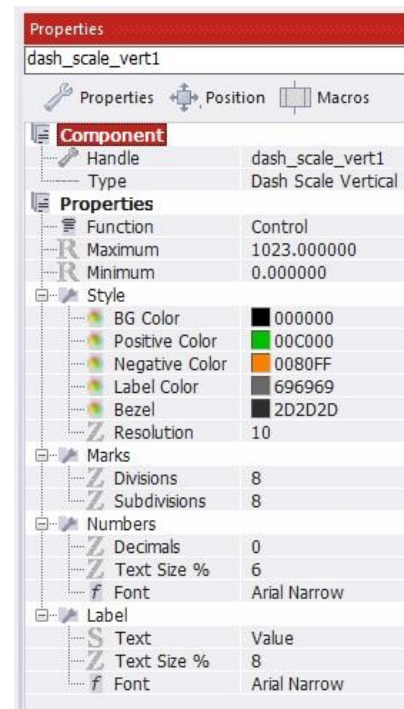 Properties
dash_scale_vert1
Properties Position Macros
Component
Handle dash_scale_vert1
Type Dash Scale Vertical
Properties
Function Control
Maximum 1023.000000
Minimum 0.000000
Style
BG Color 000000
Positive Color 00C000
Negative Color 0080FF
Label Color 696969
Bezel 2D2D2D
Resolution 10
Marks
Divisions 8
Subdivisions 8
Numbers
Decimals 0
Text Size % 6
Font Arial Narrow
Label
Text Value
Text Size % 8
Font Arial Narrow